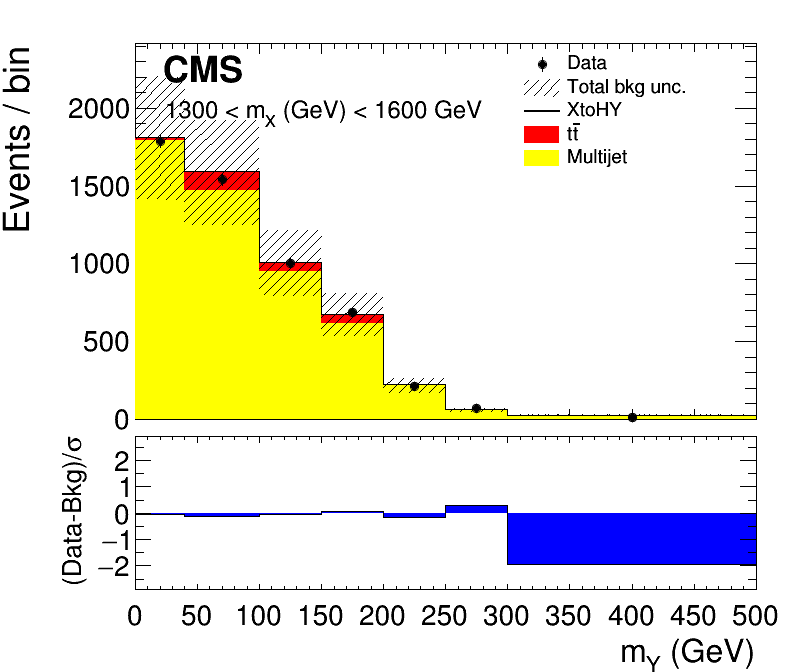 Events / bin
CMS
1300 < mX (GeV) < 1600 GeV
Data
Total bkg unc.
XtoHY
tt̄
Multijet
2000
1500
1000
500
0
(Data-Bkg)/σ
2
1
0
−1
−2
0 50 100 150 200 250 300 350 400 450 500
mY (GeV)